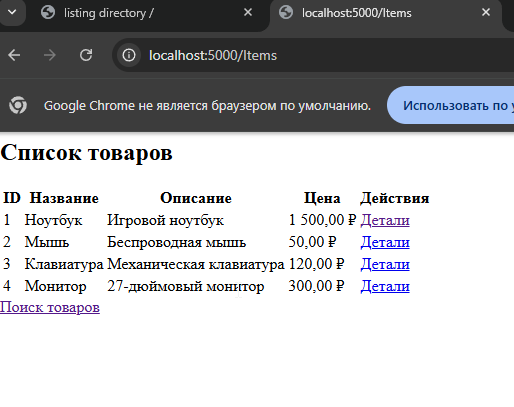 listing directory /
localhost:5000/Items
localhost:5000/Items
Google Chrome не является браузером по умолчанию.
Использовать по
Список товаров
ID Название Описание Цена Действия
1 Ноутбук Игровой ноутбук 1 500,00 ₽ Детали
2 Мышь Беспроводная мышь 50,00 ₽ Детали
3 Клавиатура Механическая клавиатура 120,00 ₽ Детали
4 Монитор 27-дюймовый монитор 300,00 ₽ Детали
Поиск товаров